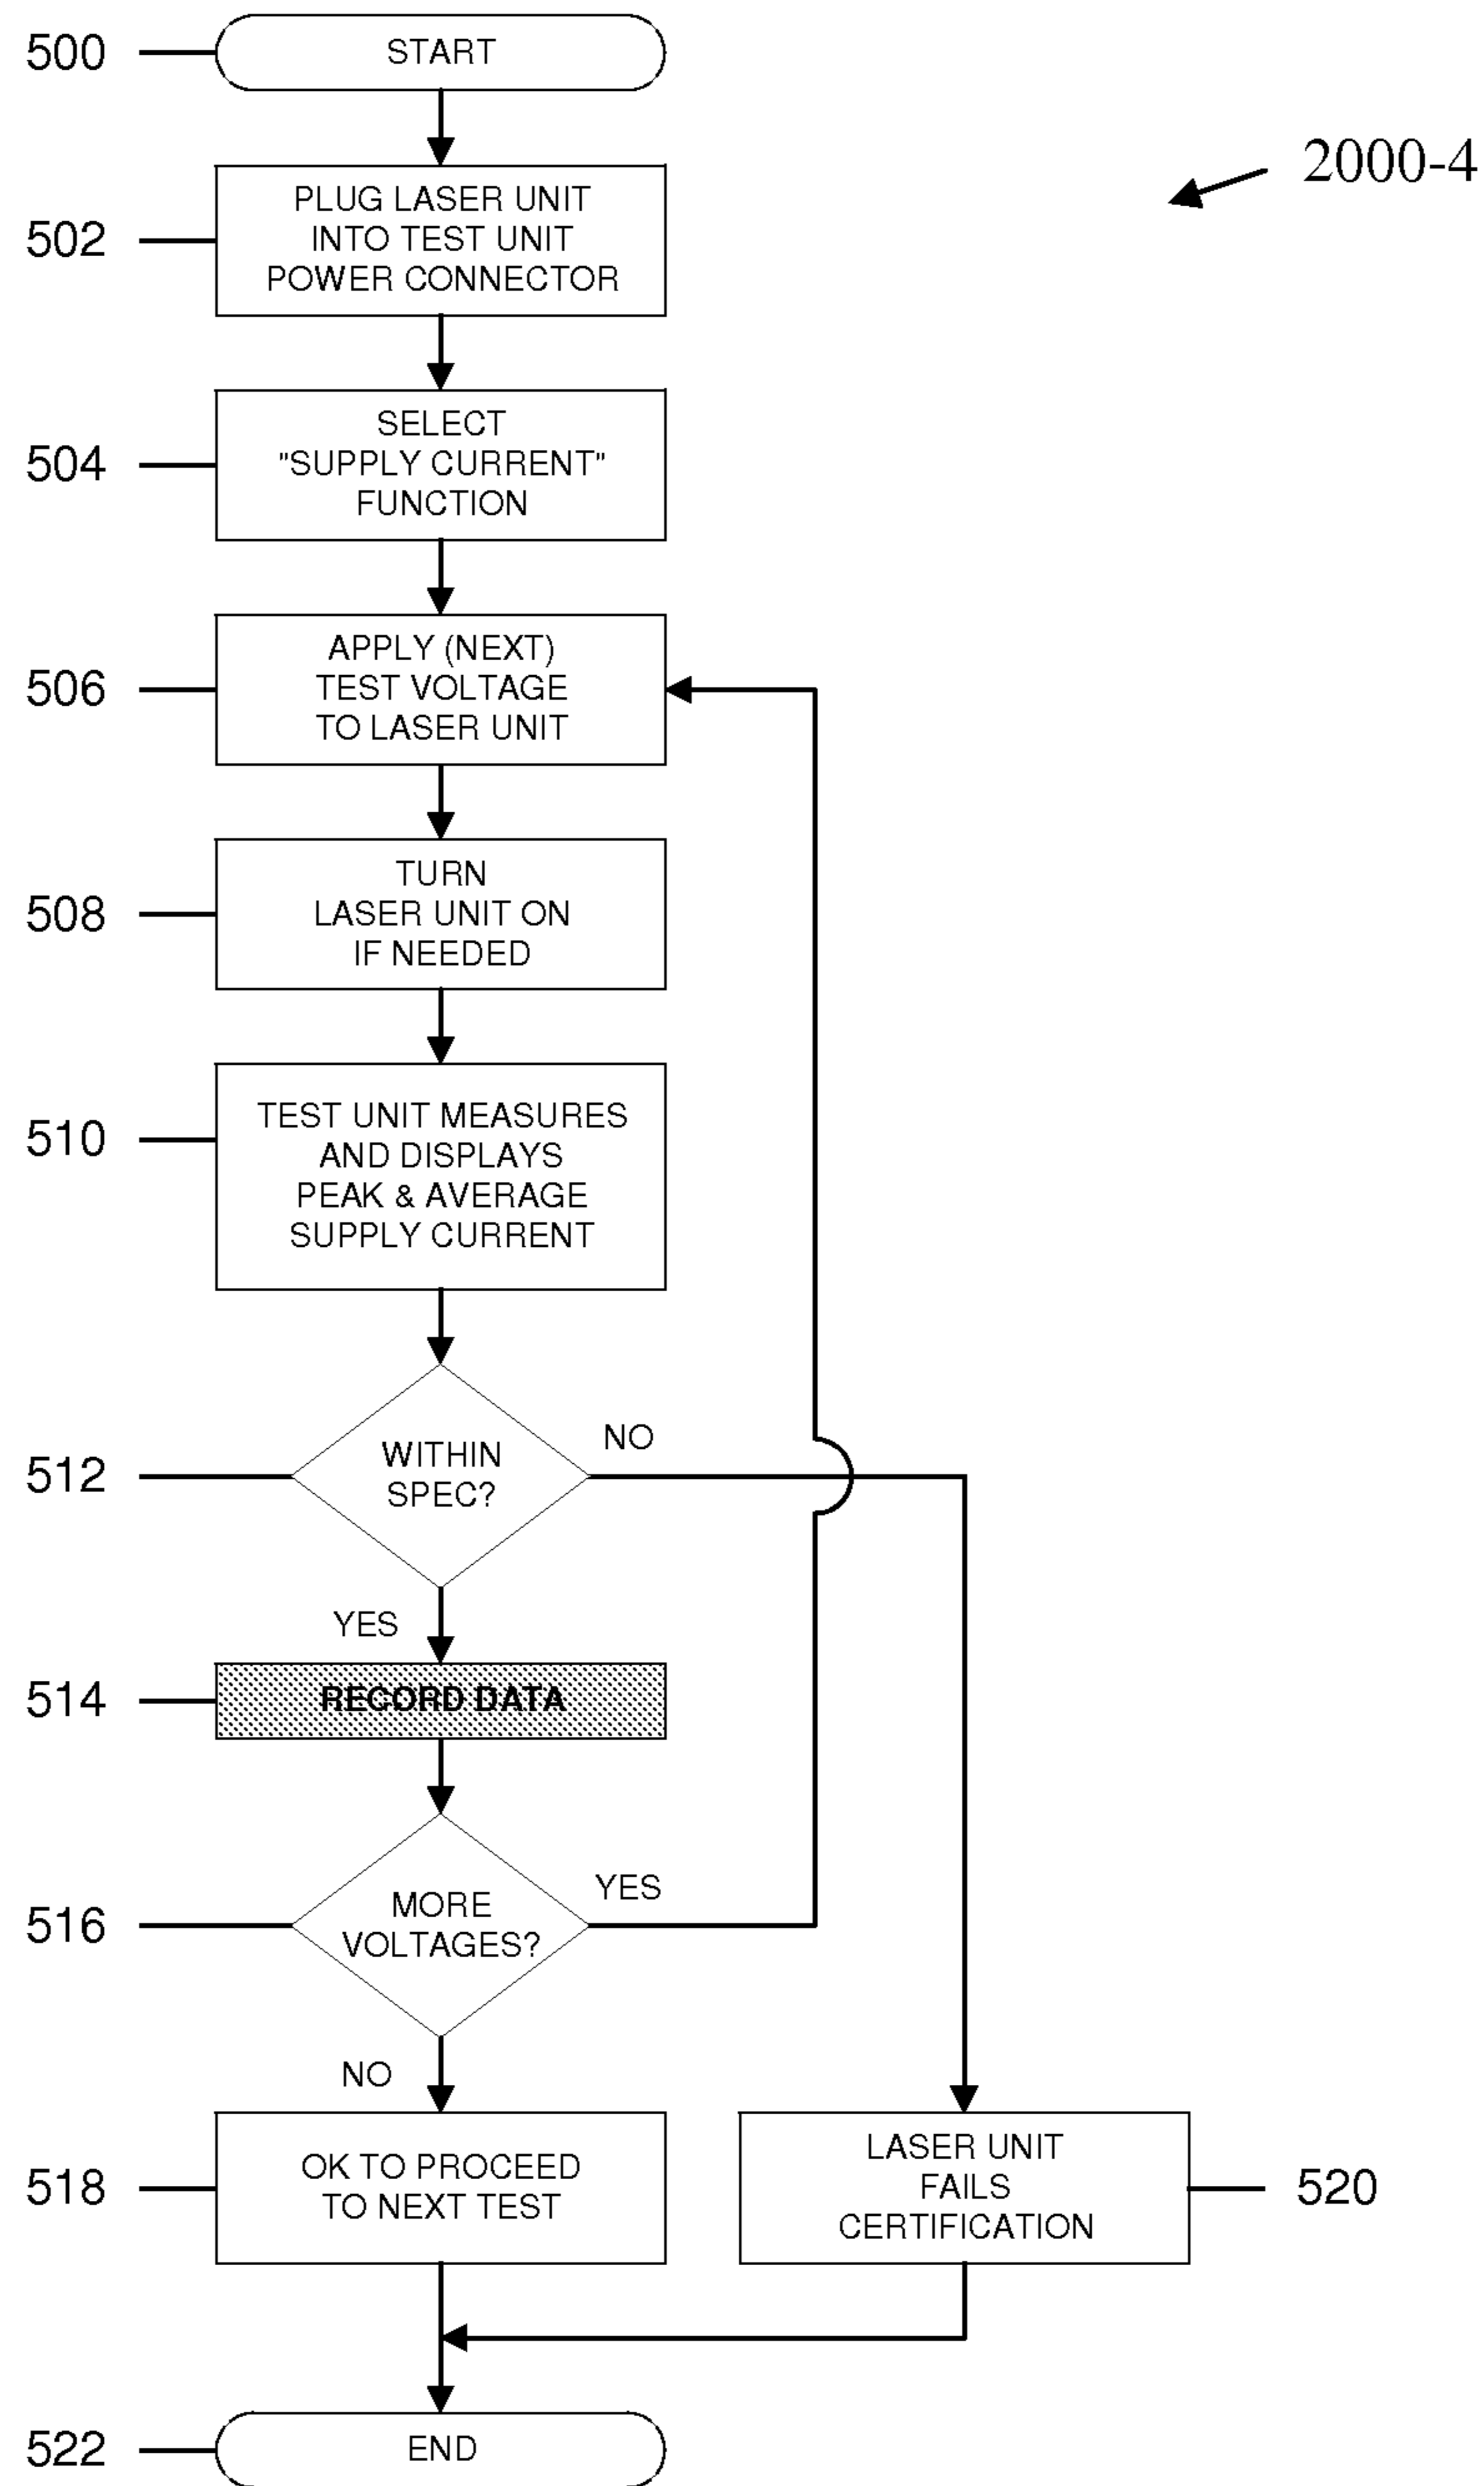 500
START
2000-4
502
PLUG LASER UNIT
INTO TEST UNIT
POWER CONNECTOR
504
SELECT
"SUPPLY CURRENT"
FUNCTION
506
APPLY (NEXT)
TEST VOLTAGE
TO LASER UNIT
508
TURN
LASER UNIT ON
IF NEEDED
510
TEST UNIT MEASURES
AND DISPLAYS
PEAK & AVERAGE
SUPPLY CURRENT
512
WITHIN
SPEC?
NO
YES
514
RECORD DATA
516
MORE
VOLTAGES?
YES
NO
518
OK TO PROCEED
TO NEXT TEST
LASER UNIT
FAILS
CERTIFICATION
520
522
END